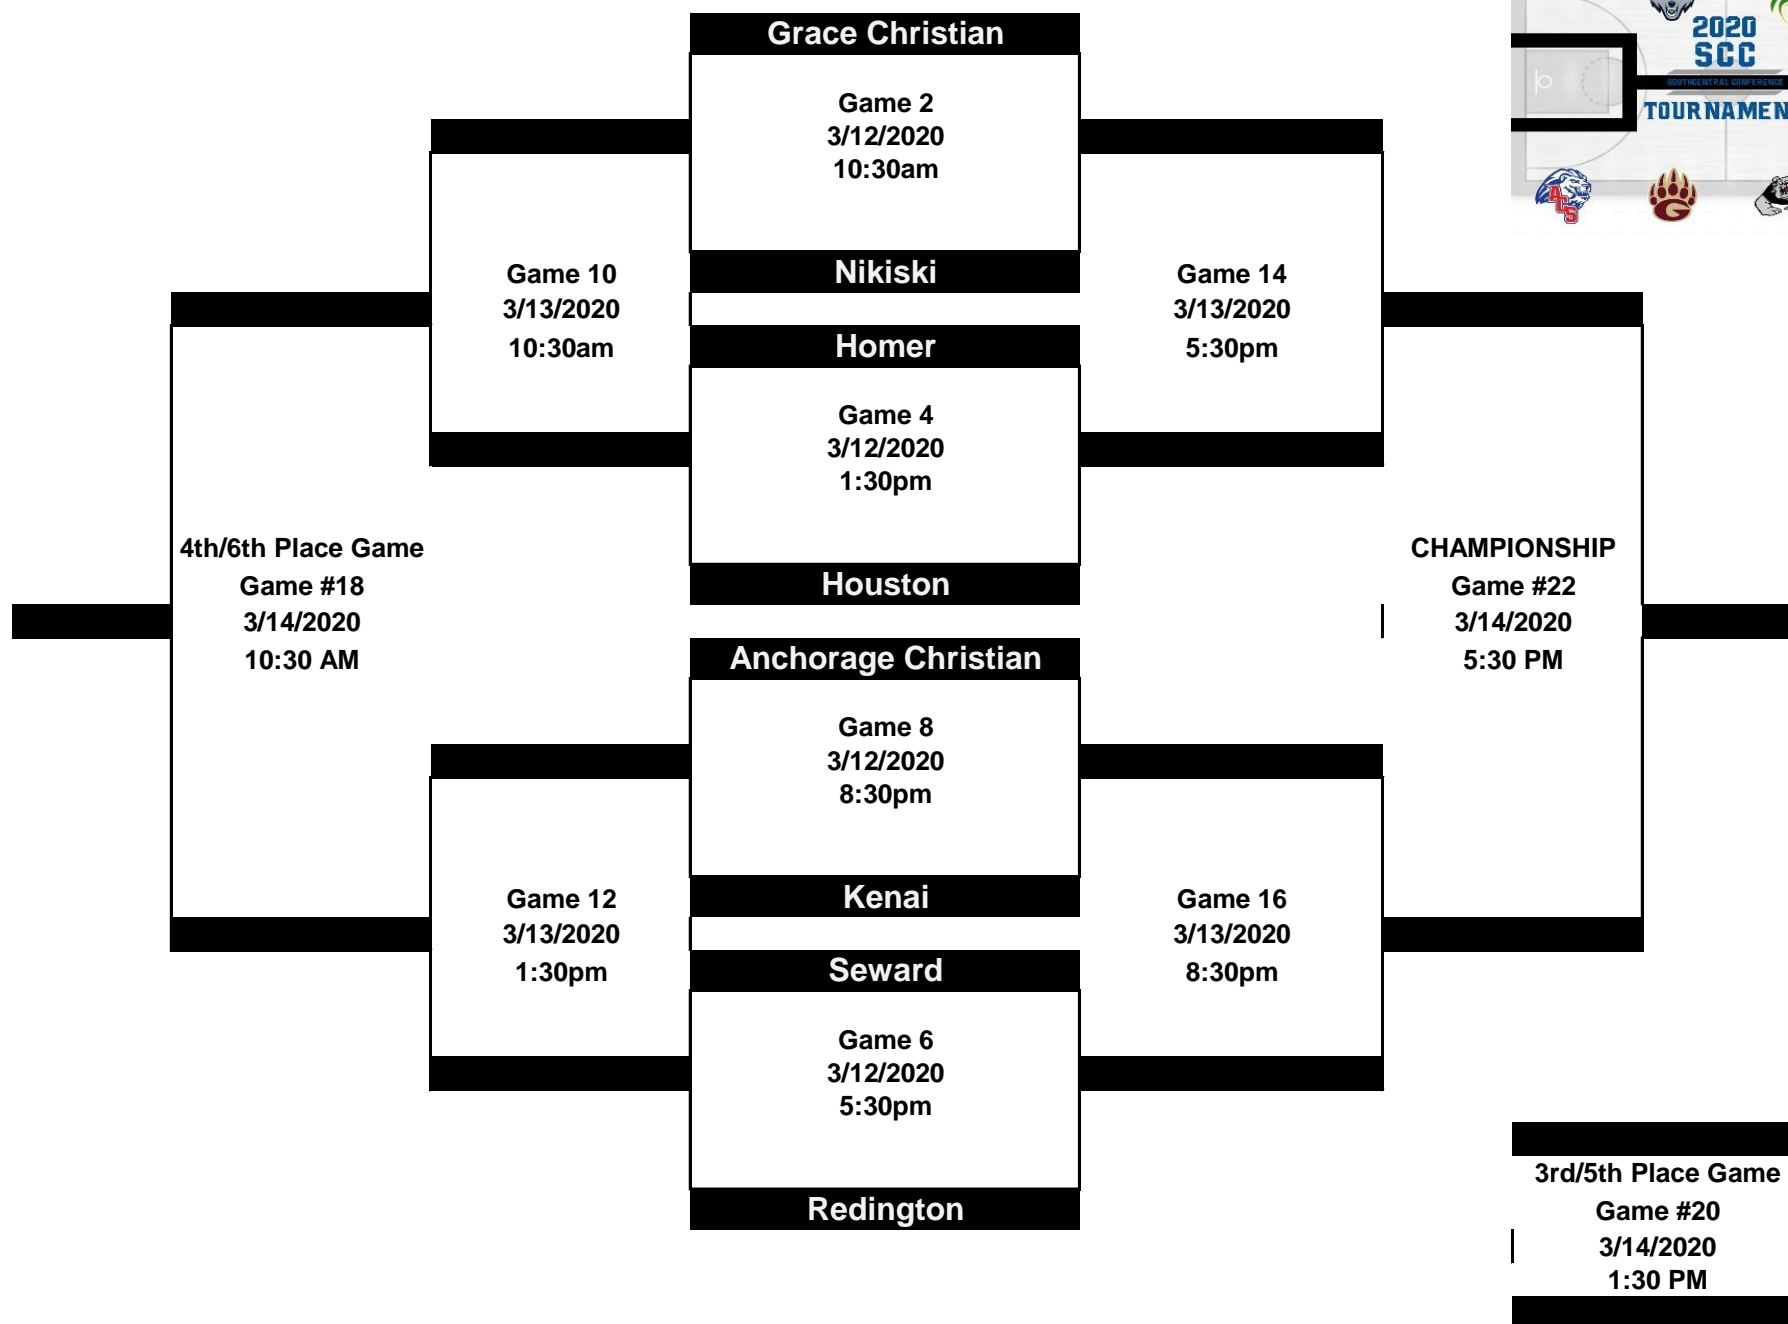 Grace Christian
Game 2
3/12/2020
10:30am
Nikiski
Homer
Game 4
3/12/2020
1:30pm
Houston
Anchorage Christian
Game 8
3/12/2020
8:30pm
Kenai
Seward
Game 6
3/12/2020
5:30pm
Redington
Game 10
3/13/2020
10:30am
Game 12
3/13/2020
1:30pm
4th/6th Place Game
Game #18
3/14/2020
10:30 AM
Game 14
3/13/2020
5:30pm
Game 16
3/13/2020
8:30pm
CHAMPIONSHIP
Game #22
3/14/2020
5:30 PM
3rd/5th Place Game
Game #20
3/14/2020
1:30 PM
2020
SCC
SOUTHCENTRAL CONFERENCE
TOURNAMEN
ACS
G